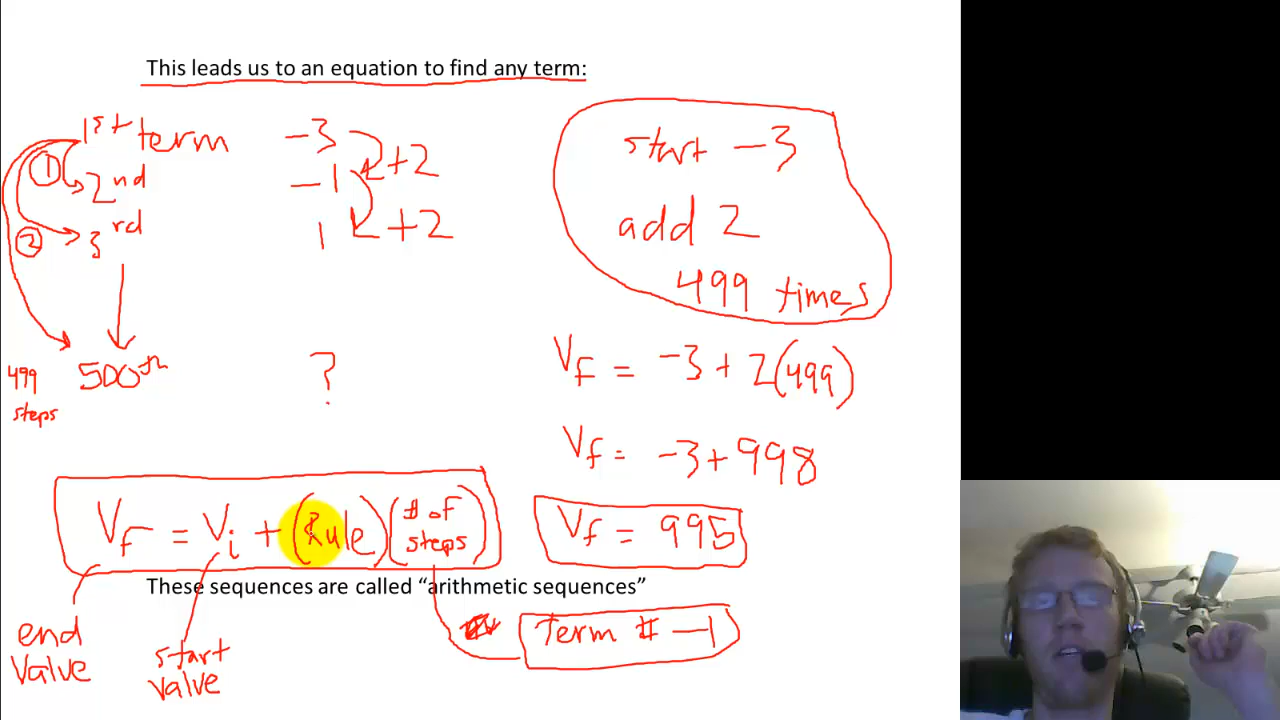 This leads us to an equation to find any term:
1st term -3
+2
① 2nd -1
② 3rd 1 +2
499 steps 500th ?
start -3
add 2
499 times
Vf = -3 + 2(499)
Vf = -3 + 998
Vf = 995
Vf = Vi + (Rule)(# of steps)
These sequences are called “arithmetic sequences”
end value
start value
Term # -1